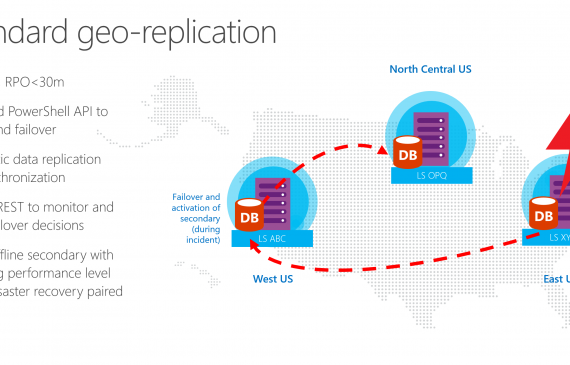 ndard geo-replication
RPO<30m
d PowerShell API to
nd failover
ic data replication
chronization
REST to monitor and
lover decisions
fline secondary with
g performance level
saster recovery paired
North Central US
DB
LS OPQ
Failover and
activation of
secondary
(during
incident)
DB
LS ABC
West US
DB
LS XY
East U